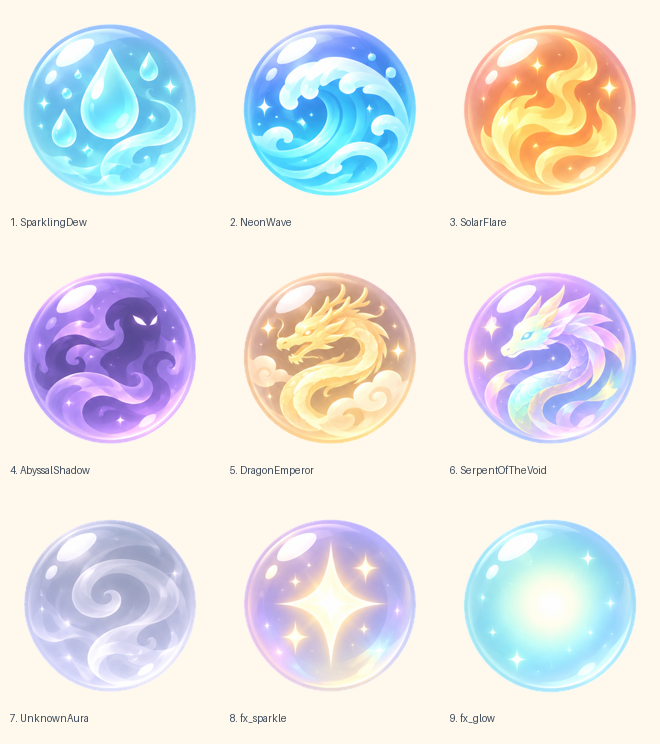 1. SparklingDew
2. NeonWave
3. SolarFlare
4. AbyssalShadow
5. DragonEmperor
6. SerpentOfTheVoid
7. UnknownAura
8. fx_sparkle
9. fx_glow